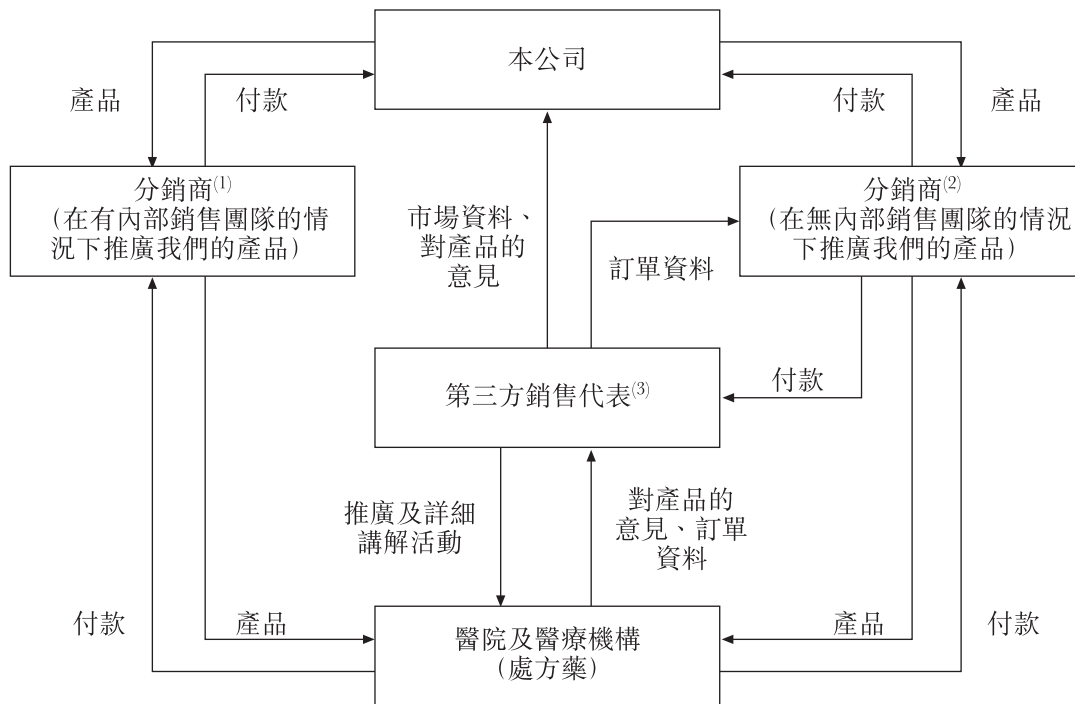 本公司
產品
付款
付款
產品
分銷商(1)
(在有內部銷售團隊的情
況下推廣我們的產品)
分銷商(2)
(在無內部銷售團隊的情況
下推廣我們的產品)
市場資料、
對產品的
意見
訂單資料
第三方銷售代表(3)
付款
推廣及詳細
講解活動
對產品的
意見、訂單
資料
付款
產品
醫院及醫療機構
(處方藥)
產品
付款